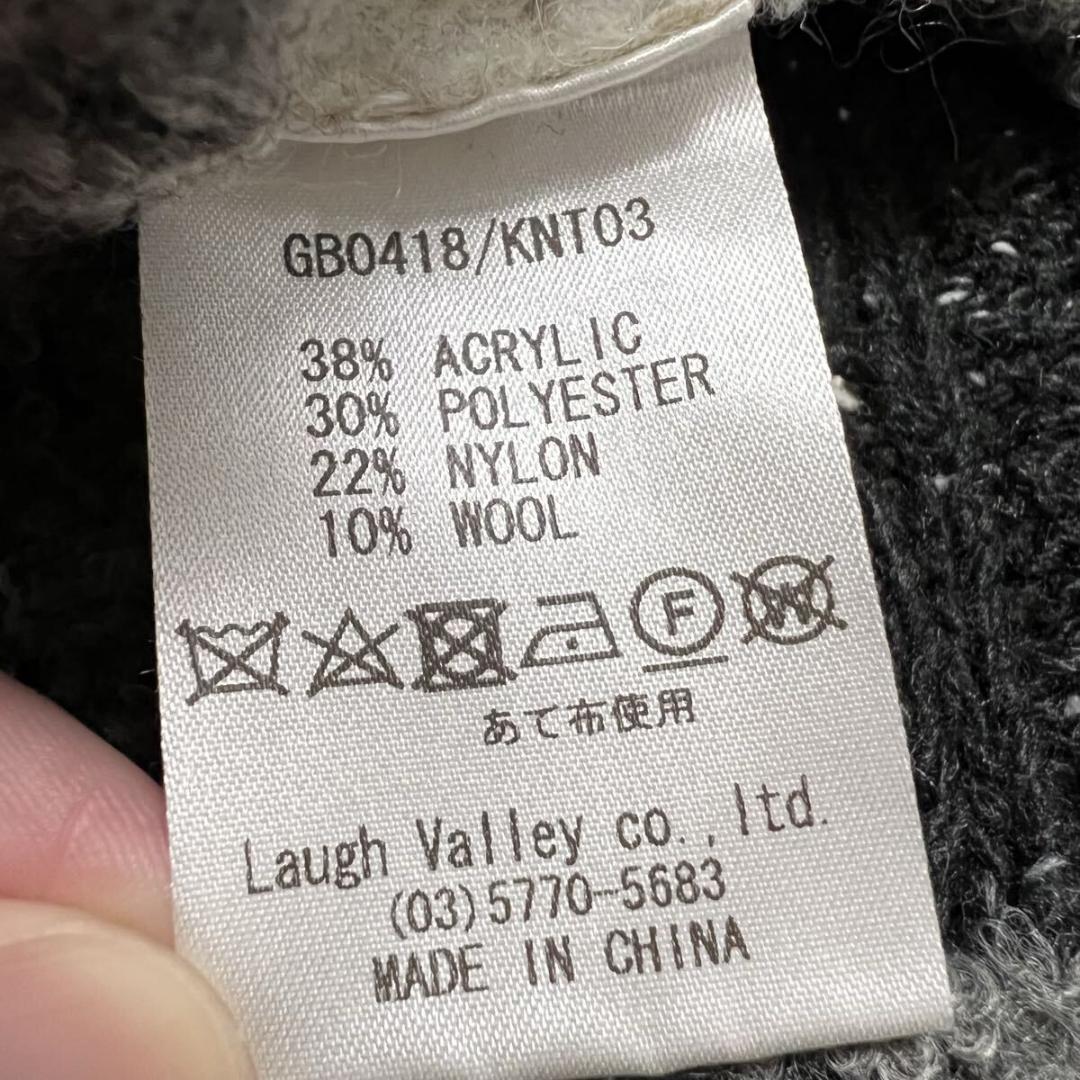 GB0418/KNT03
38% ACRYLIC
30% POLYESTER
22% NYLON
10% WOOL
F W
あて布使用
Laugh Valley co.,ltd.
(03)5770-5683
MADE IN CHINA